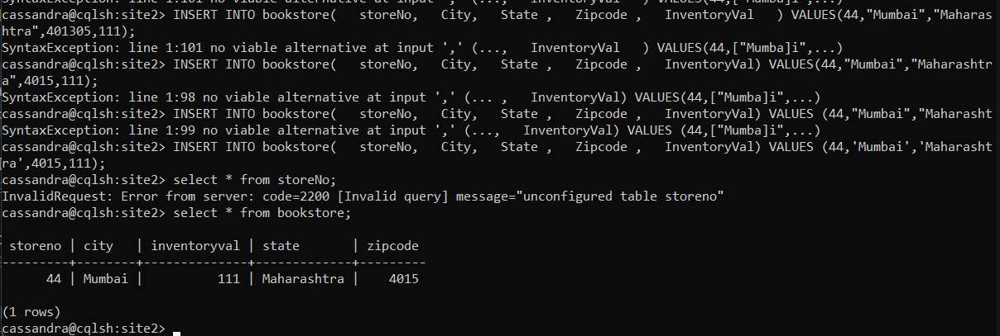 SyntaxException: line 1:101 no viable alternative at input ',' (..., InventoryVal ) VALUES(44,["Mumba]i",...)
cassandra@cqlsh:site2> INSERT INTO bookstore(   storeNo,   City,   State ,   Zipcode ,   InventoryVal   ) VALUES(44,"Mumbai","Maharas
htra",401305,111);
SyntaxException: line 1:101 no viable alternative at input ',' (...,   InventoryVal   ) VALUES(44,["Mumba]i",...)
cassandra@cqlsh:site2> INSERT INTO bookstore(   storeNo,   City,   State ,   Zipcode ,   InventoryVal) VALUES(44,"Mumbai","Maharashtr
a",4015,111);
SyntaxException: line 1:98 no viable alternative at input ',' (... ,   InventoryVal) VALUES(44,["Mumba]i",...)
cassandra@cqlsh:site2> INSERT INTO bookstore(   storeNo,   City,   State ,   Zipcode ,   InventoryVal) VALUES (44,"Mumbai","Maharasht
SyntaxException: line 1:99 no viable alternative at input ',' (...,   InventoryVal) VALUES (44,["Mumba]i",...)
cassandra@cqlsh:site2> INSERT INTO bookstore(   storeNo,   City,   State ,   Zipcode ,   InventoryVal) VALUES (44,'Mumbai','Maharasht
ra',4015,111);
cassandra@cqlsh:site2> select * from storeNo;
InvalidRequest: Error from server: code=2200 [Invalid query] message="unconfigured table storeno"
cassandra@cqlsh:site2> select * from bookstore;
storeno | city   | inventoryval | state       | zipcode
---------+--------+--------------+-------------+---------
44 | Mumbai |          111 | Maharashtra |    4015
(1 rows)
cassandra@cqlsh:site2>